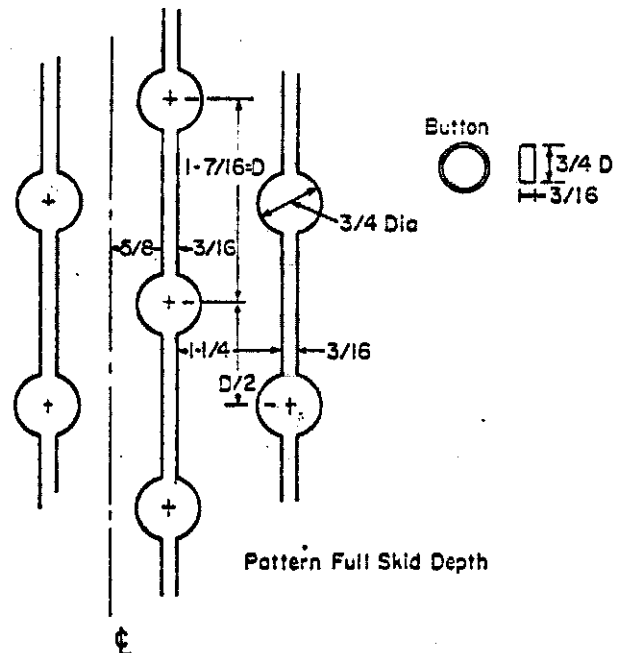 Button
3/4 D
3/16
1-7/16=D
3/4 Dia
5/8
3/16
1-1/4
3/16
D/2
Pattern Full Skid Depth
℄